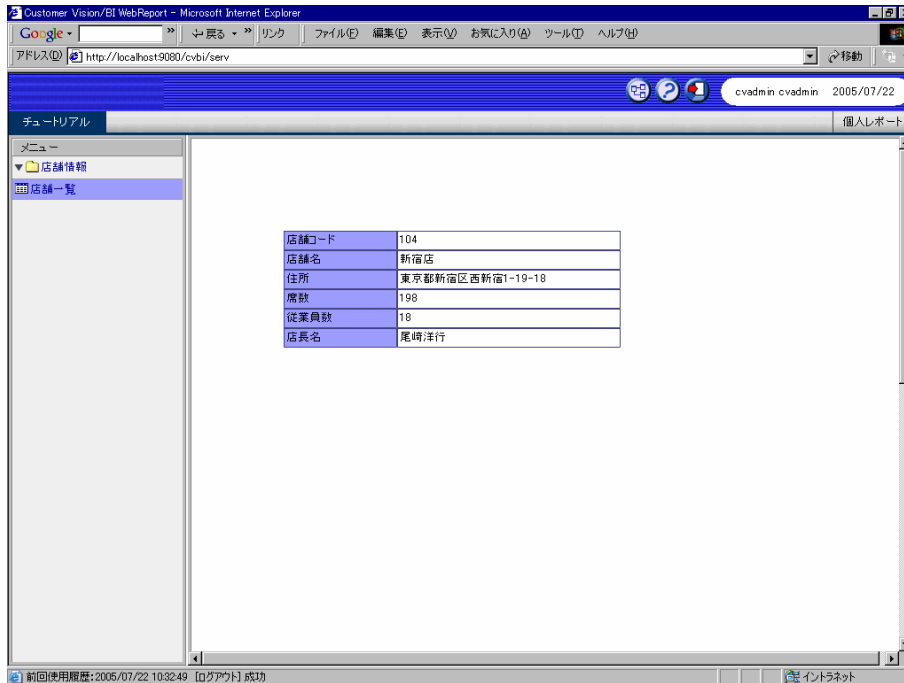 Customer Vision/BI WebReport - Microsoft Internet Explorer
Google ▾ » 戻る ▾ » リンク ファイル(F) 編集(E) 表示(V) お気に入り(A) ツール(T) ヘルプ(H)
アドレス(D) http://localhost:9080/cvbi/serv 移動
cvadmin cvadmin 2005/07/22
チュートリアル 個人レポート
メニュー
▼店舗情報
店舗一覧
店舗コード 104
店舗名 新宿店
住所 東京都新宿区西新宿1-19-18
席数 198
従業員数 18
店長名 尾崎洋行
前回使用履歴:2005/07/22 10:32:49 [ログアウト] 成功 イントラネット